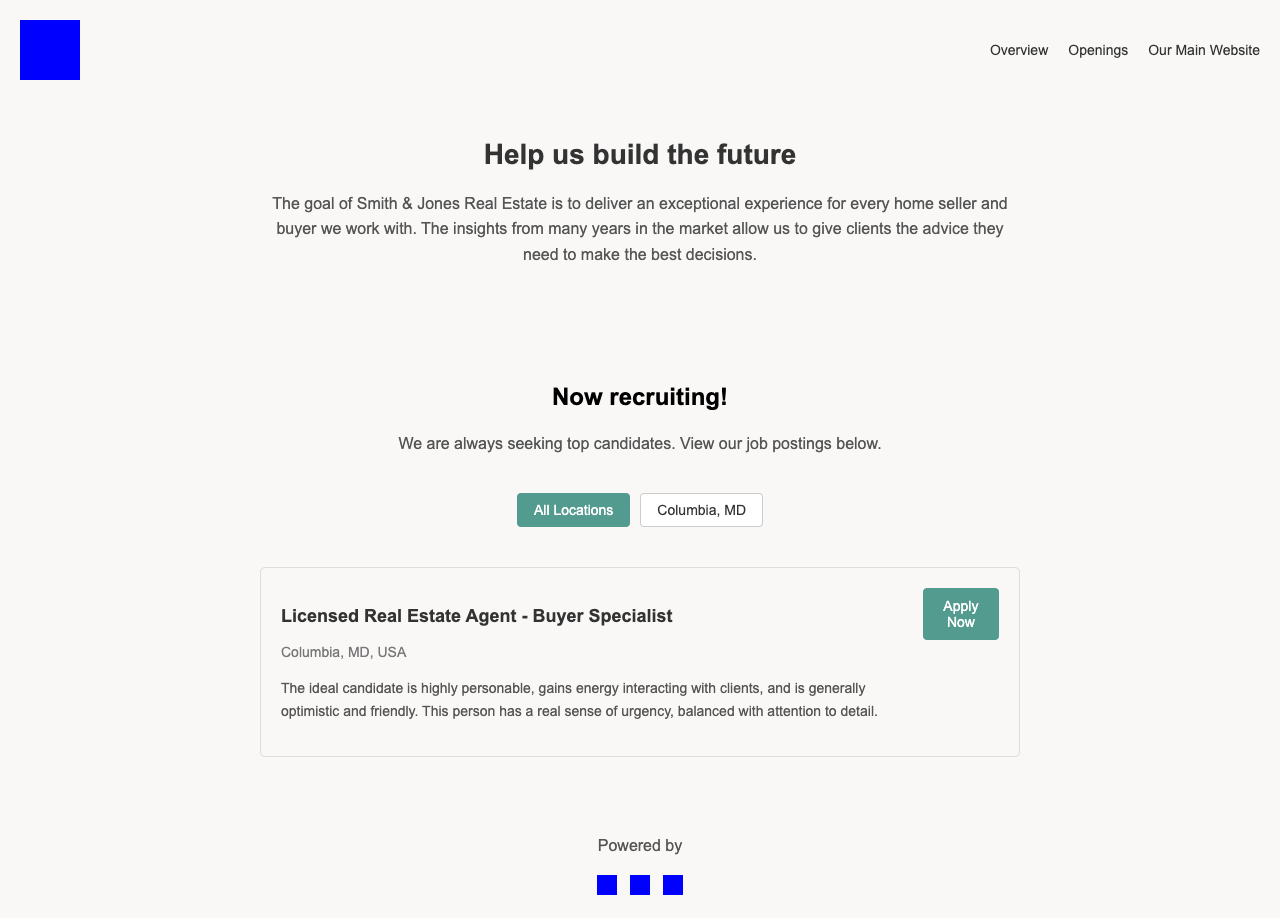 Overview Openings Our Main Website
Help us build the future
The goal of Smith & Jones Real Estate is to deliver an exceptional experience for every home seller and
buyer we work with. The insights from many years in the market allow us to give clients the advice they
need to make the best decisions.
Now recruiting!
We are always seeking top candidates. View our job postings below.
All Locations Columbia, MD
Licensed Real Estate Agent - Buyer Specialist
Apply
Now
Columbia, MD, USA
The ideal candidate is highly personable, gains energy interacting with clients, and is generally
optimistic and friendly. This person has a real sense of urgency, balanced with attention to detail.
Powered by